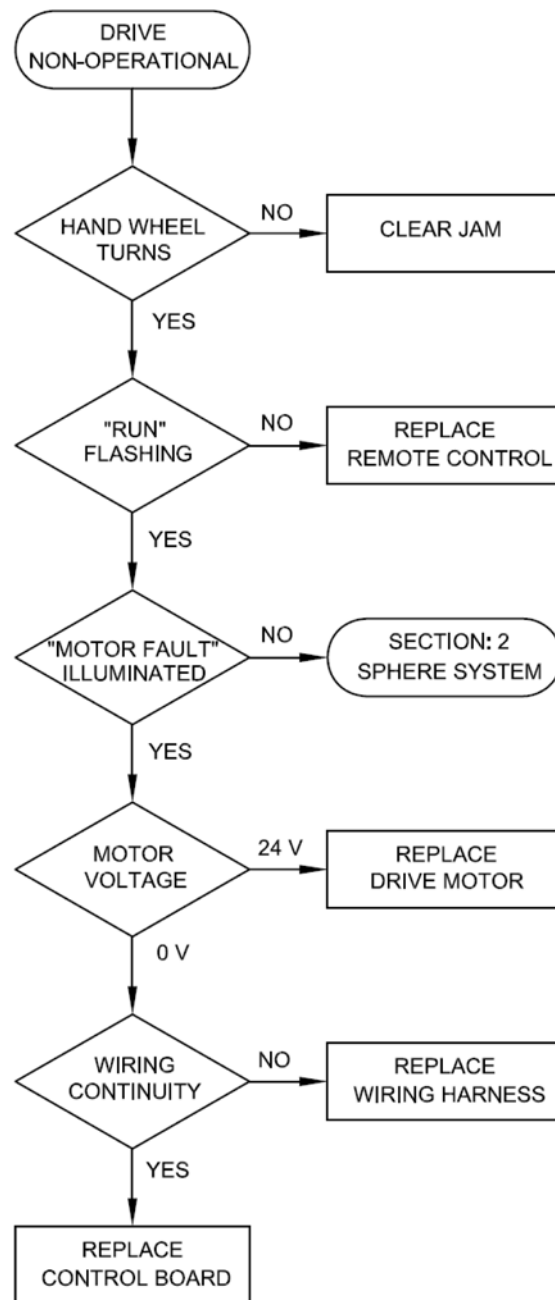 DRIVE
NON-OPERATIONAL
HAND WHEEL
TURNS
NO
CLEAR JAM
YES
"RUN"
FLASHING
NO
REPLACE
REMOTE CONTROL
YES
"MOTOR FAULT"
ILLUMINATED
NO
SECTION: 2
SPHERE SYSTEM
YES
MOTOR
VOLTAGE
24 V
REPLACE
DRIVE MOTOR
0 V
WIRING
CONTINUITY
NO
REPLACE
WIRING HARNESS
YES
REPLACE
CONTROL BOARD